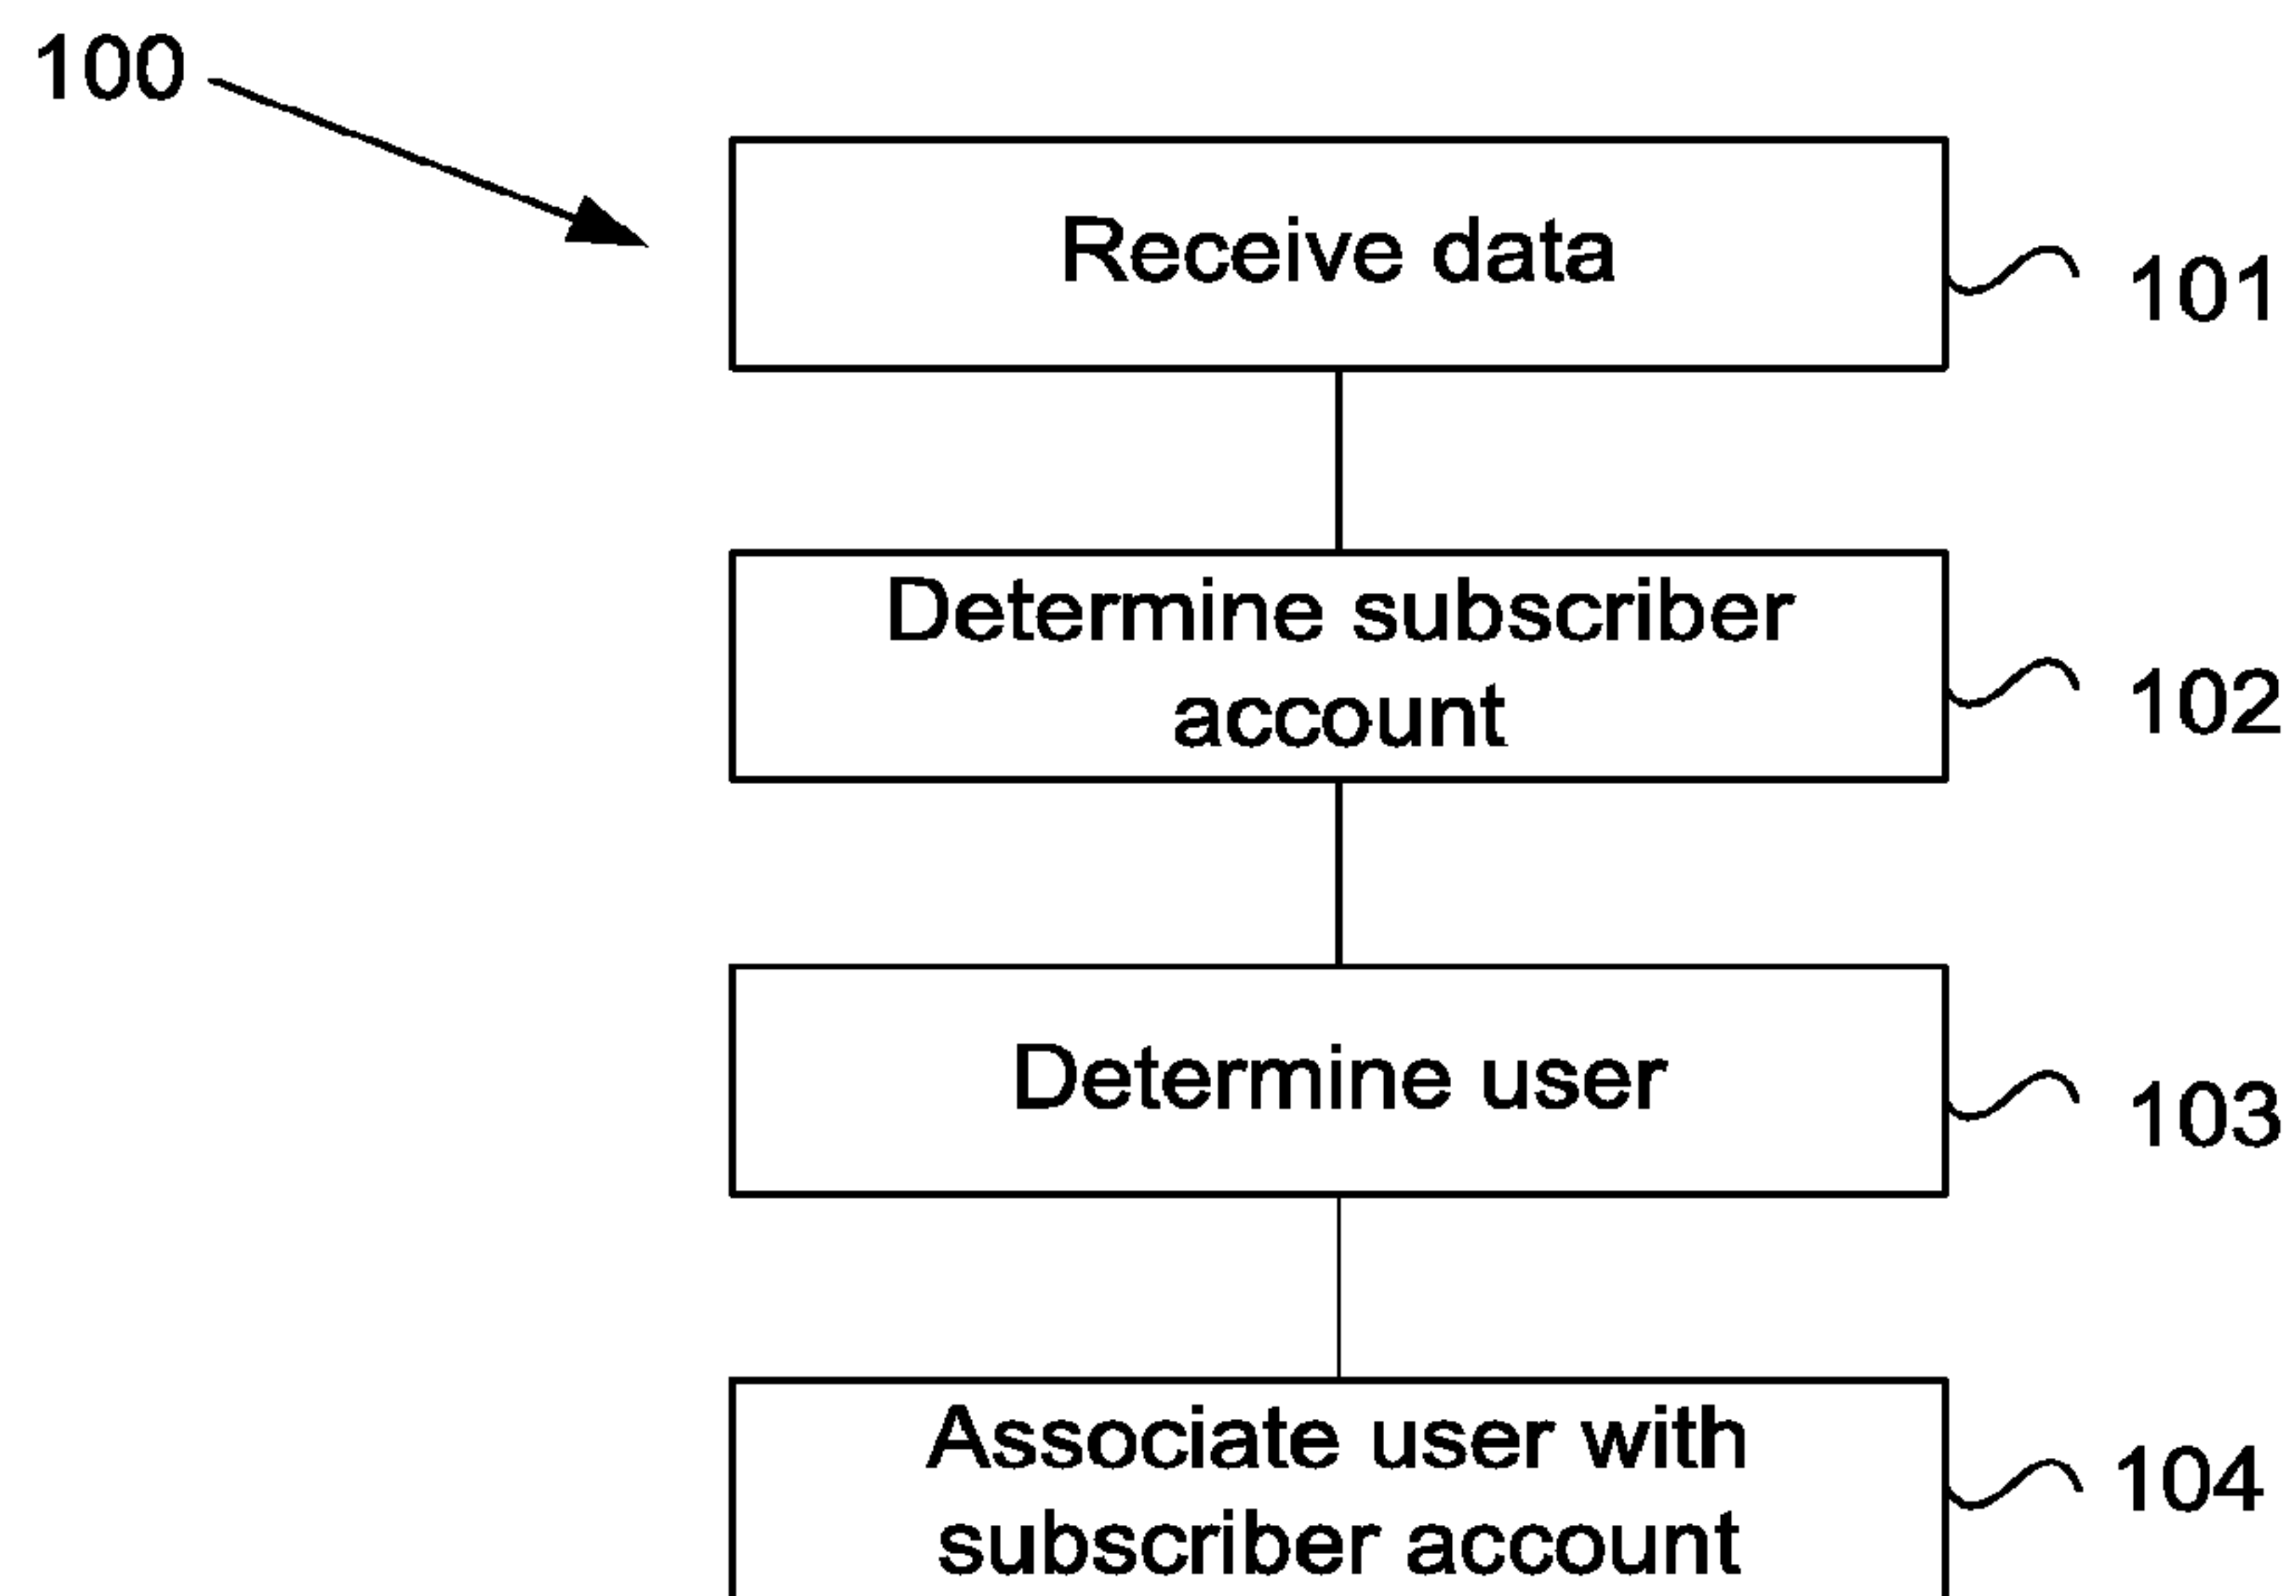 100
Receive data
101
Determine subscriber
account
102
Determine user
103
Associate user with
subscriber account
104